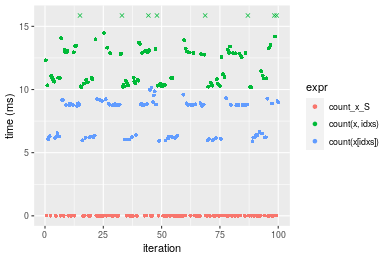 15
10
5
0
time (ms)
0
25
50
75
100
iteration
expr
count_x_S
count(x, idxs)
count(x[idxs])